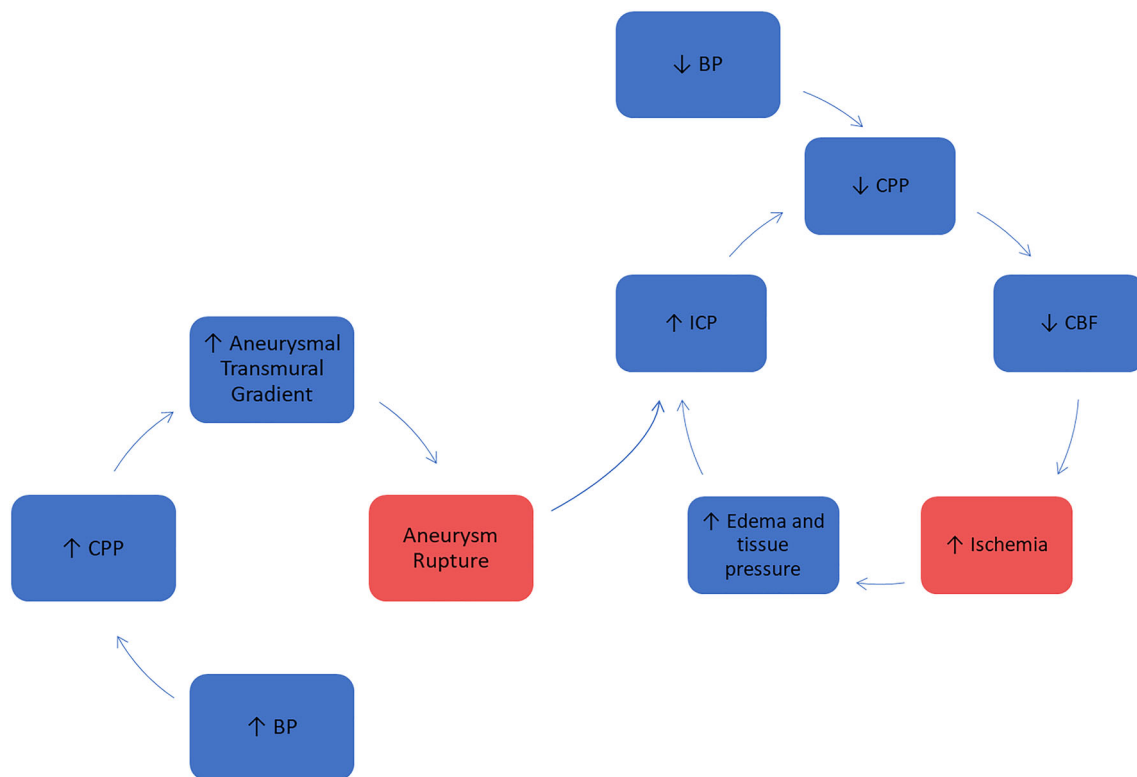 ↓ BP
↓ CPP
↑ ICP
↓ CBF
↑ Aneurysmal
Transmural
Gradient
↑ CPP
Aneurysm
Rupture
↑ Edema and
tissue
pressure
↑ Ischemia
↑ BP